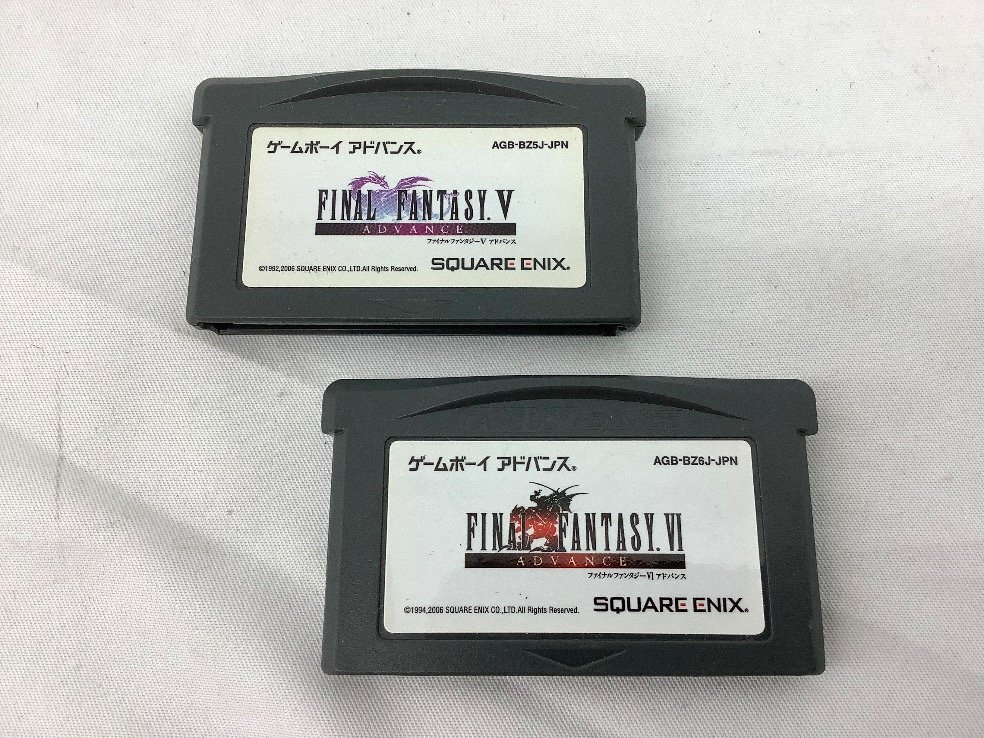 ゲームボーイ アドバンス®
AGB-BZ5J-JPN
FINAL FANTASY. V
ADVANCE
ファイナルファンタジーV アドバンス
©1992,2006 SQUARE ENIX CO.,LTD.All Rights Reserved.
SQUARE ENIX.
ゲームボーイ アドバンス®
AGB-BZ6J-JPN
FINAL FANTASY. VI
ADVANCE
ファイナルファンタジーVI アドバンス
©1994,2006 SQUARE ENIX CO.,LTD.All Rights Reserved.
SQUARE ENIX.